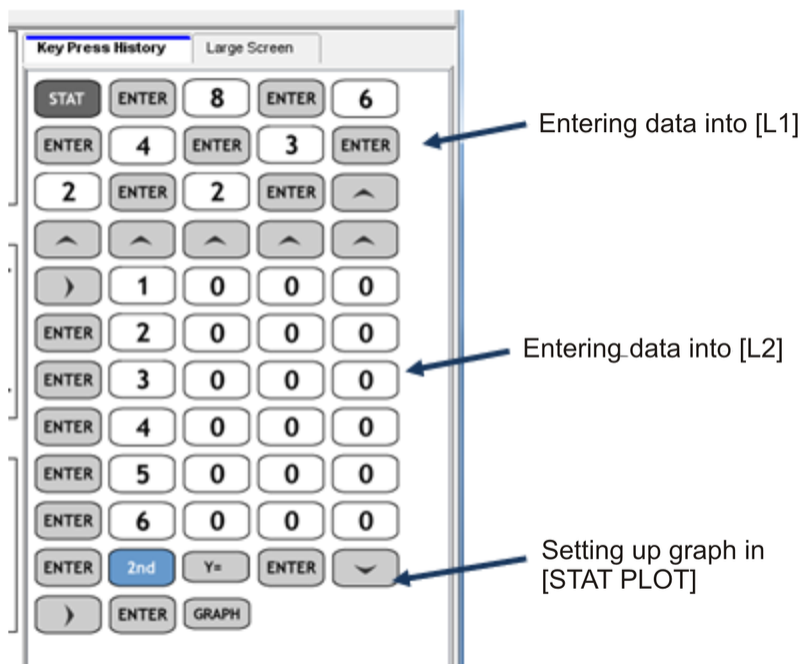 Key Press History Large Screen
STAT ENTER 8 ENTER 6
Entering data into [L1]
ENTER 4 ENTER 3 ENTER
2 ENTER 2 ENTER
1 0 0 0
ENTER 2 0 0 0
Entering data into [L2]
ENTER 3 0 0 0
ENTER 4 0 0 0
ENTER 5 0 0 0
ENTER 6 0 0 0
ENTER 2nd Y= ENTER
Setting up graph in
[STAT PLOT]
ENTER GRAPH